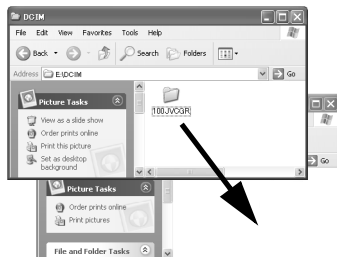 DCIM
File Edit View Favorites Tools Help
Back Search Folders
Address E:\DCIM Go
Picture Tasks
View as a slide show
Order prints online
Print this picture
Set as desktop
background
100JVCGR
Go
Picture Tasks
Order prints online
Print pictures
File and Folder Tasks